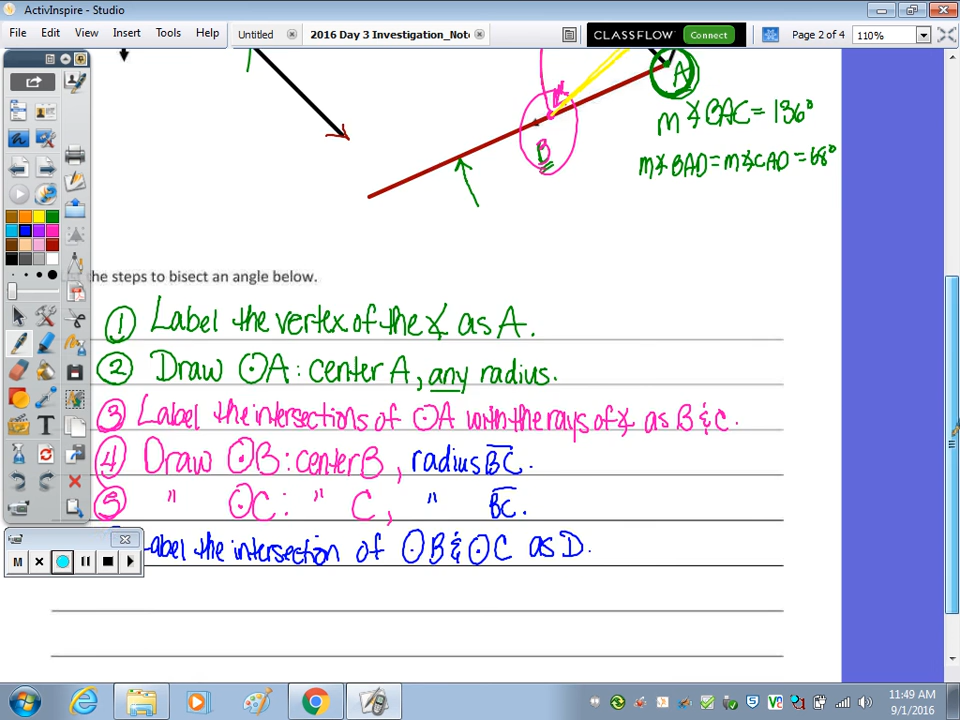 ActivInspire - Studio
File Edit View Insert Tools Help Untitled 2016 Day 3 Investigation_Note CLASSFLOW Connect Page 2 of 4 110%
A
B
m∡BAC = 136°
m∡BAD = m∡CAD = 68°
the steps to bisect an angle below.
① Label the vertex of the ∡ as A.
② Draw ⊙A: center A, any radius.
③ Label the intersections of ⊙A with the rays of ∡ as B & C.
④ Draw ⊙B: center B, radius BC.
⑤ " ⊙C: " C, " BC.
Label the intersection of ⊙B & ⊙C as D.
M
11:49 AM
9/1/2016